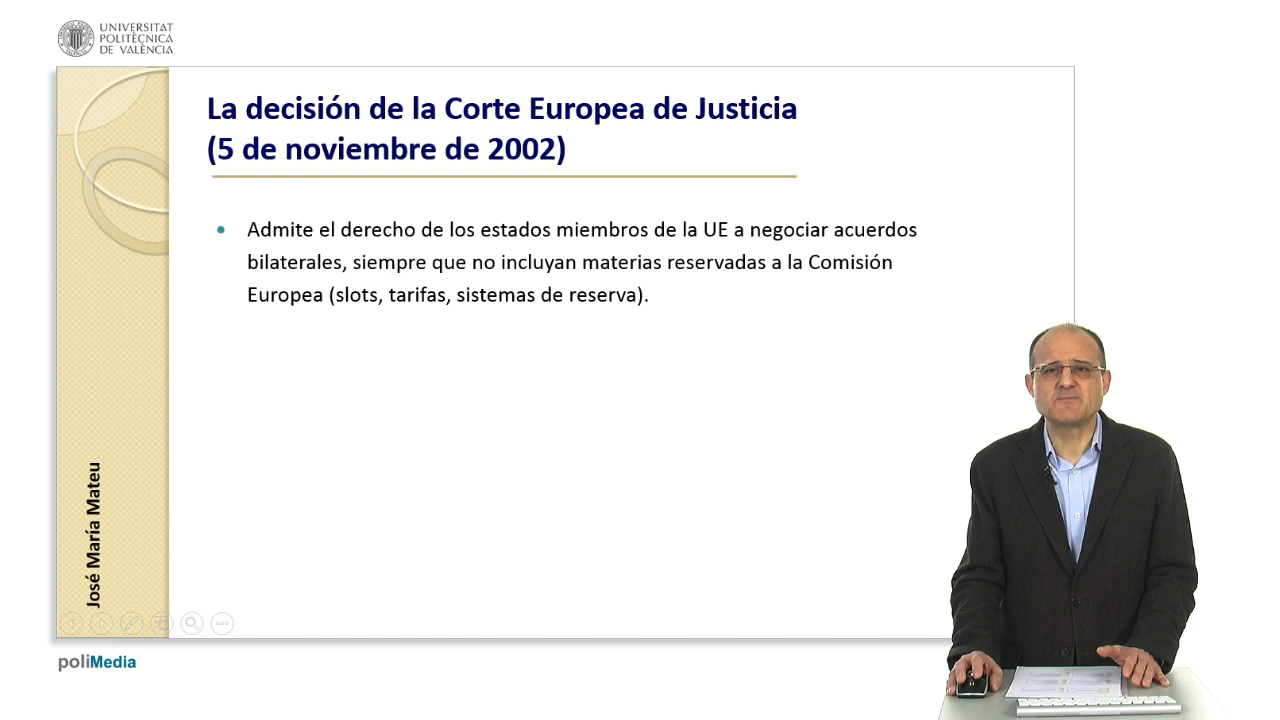 UNIVERSITAT
POLITÈCNICA
DE VALÈNCIA
La decisión de la Corte Europea de Justicia
(5 de noviembre de 2002)
Admite el derecho de los estados miembros de la UE a negociar acuerdos
bilaterales, siempre que no incluyan materias reservadas a la Comisión
Europea (slots, tarifas, sistemas de reserva).
José María Mateu
poliMedia